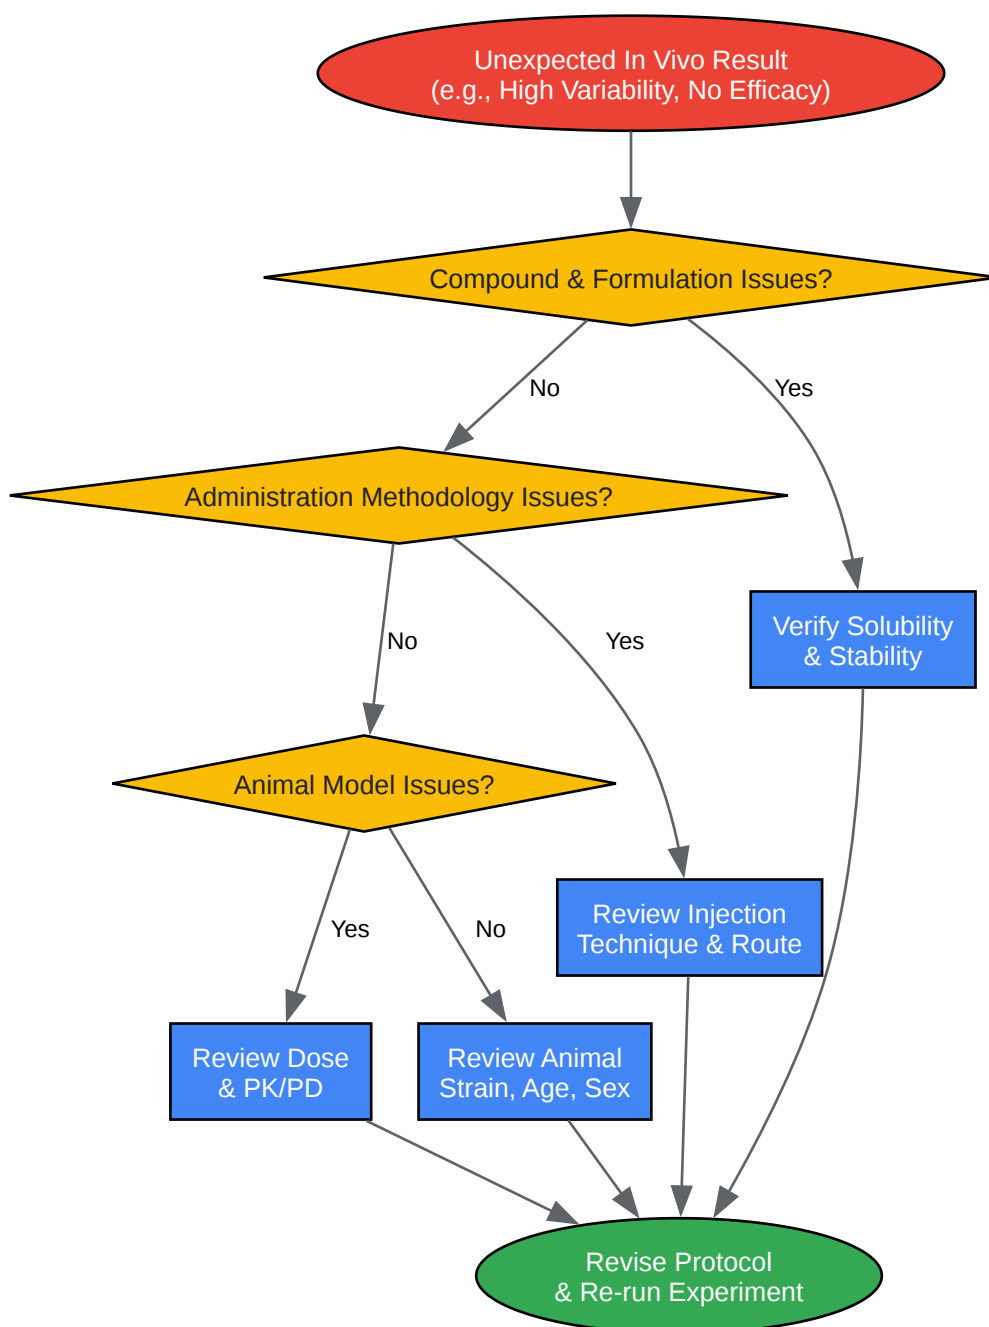 Unexpected In Vivo Result
(e.g., High Variability, No Efficacy)
Compound & Formulation Issues?
No
Yes
Administration Methodology Issues?
No
Yes
Verify Solubility
& Stability
Animal Model Issues?
Yes
No
Review Injection
Technique & Route
Review Dose
& PK/PD
Review Animal
Strain, Age, Sex
Revise Protocol
& Re-run Experiment